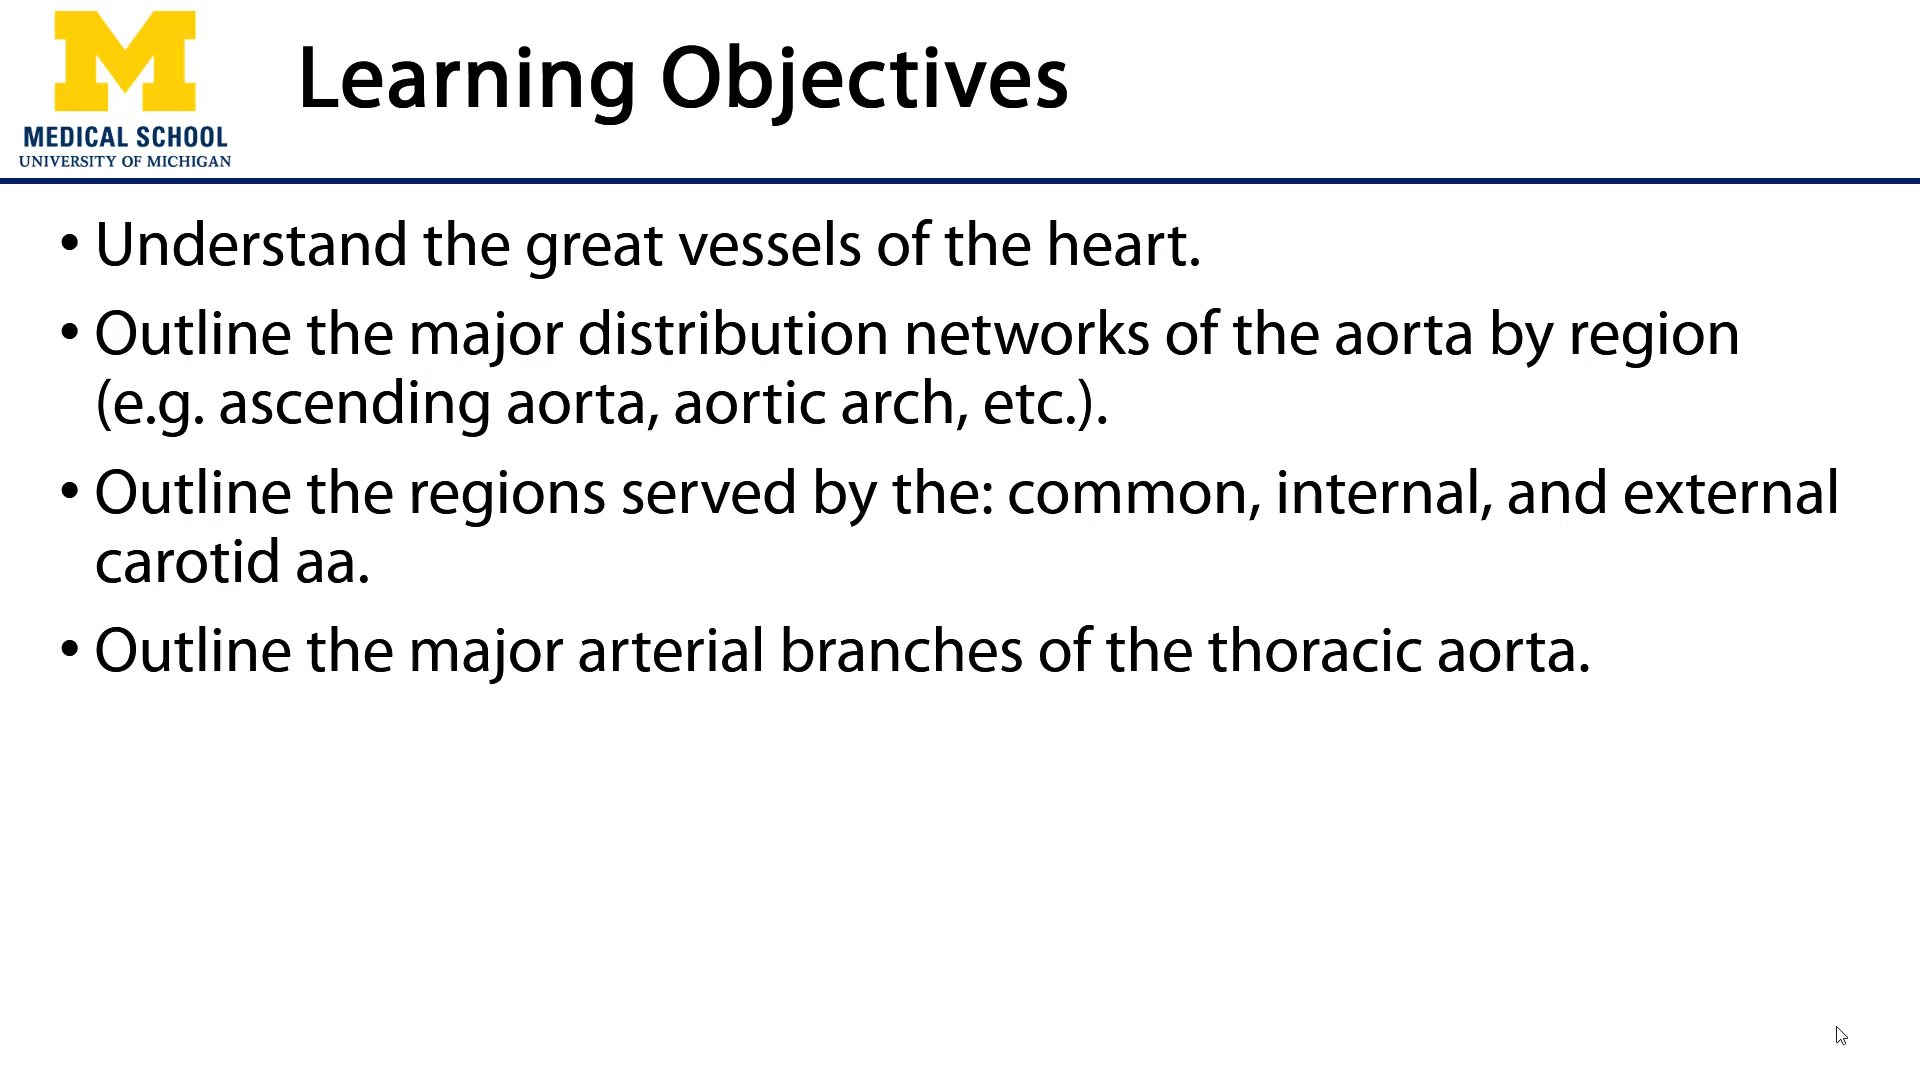 M
MEDICAL SCHOOL
UNIVERSITY OF MICHIGAN
Learning Objectives
• Understand the great vessels of the heart.
• Outline the major distribution networks of the aorta by region
(e.g. ascending aorta, aortic arch, etc.).
• Outline the regions served by the: common, internal, and external
carotid aa.
• Outline the major arterial branches of the thoracic aorta.